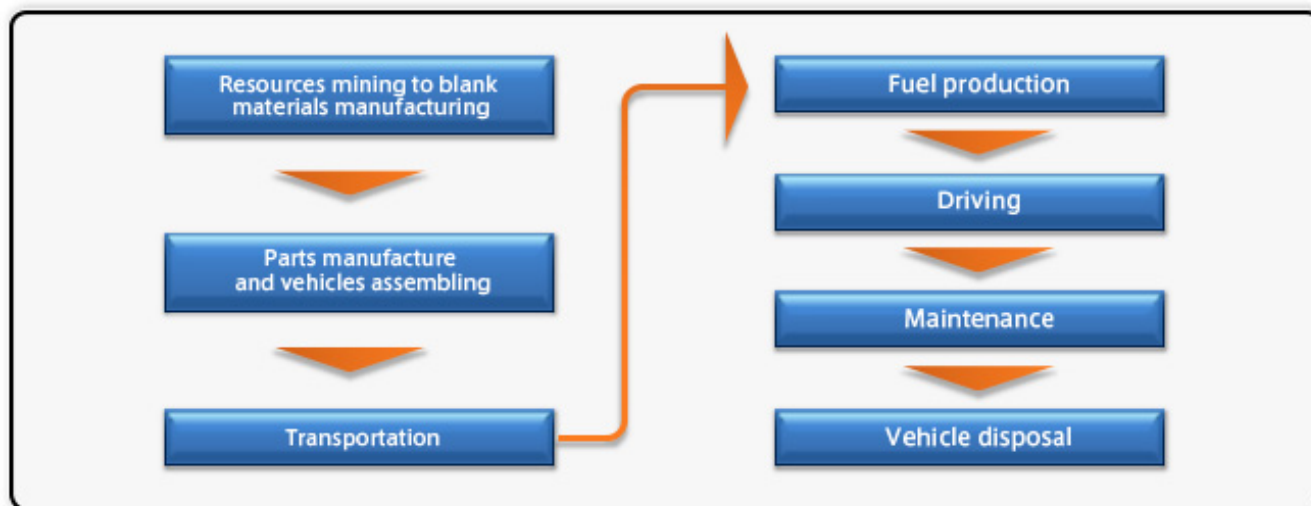 Resources mining to blank
materials manufacturing
Parts manufacture
and vehicles assembling
Transportation
Fuel production
Driving
Maintenance
Vehicle disposal